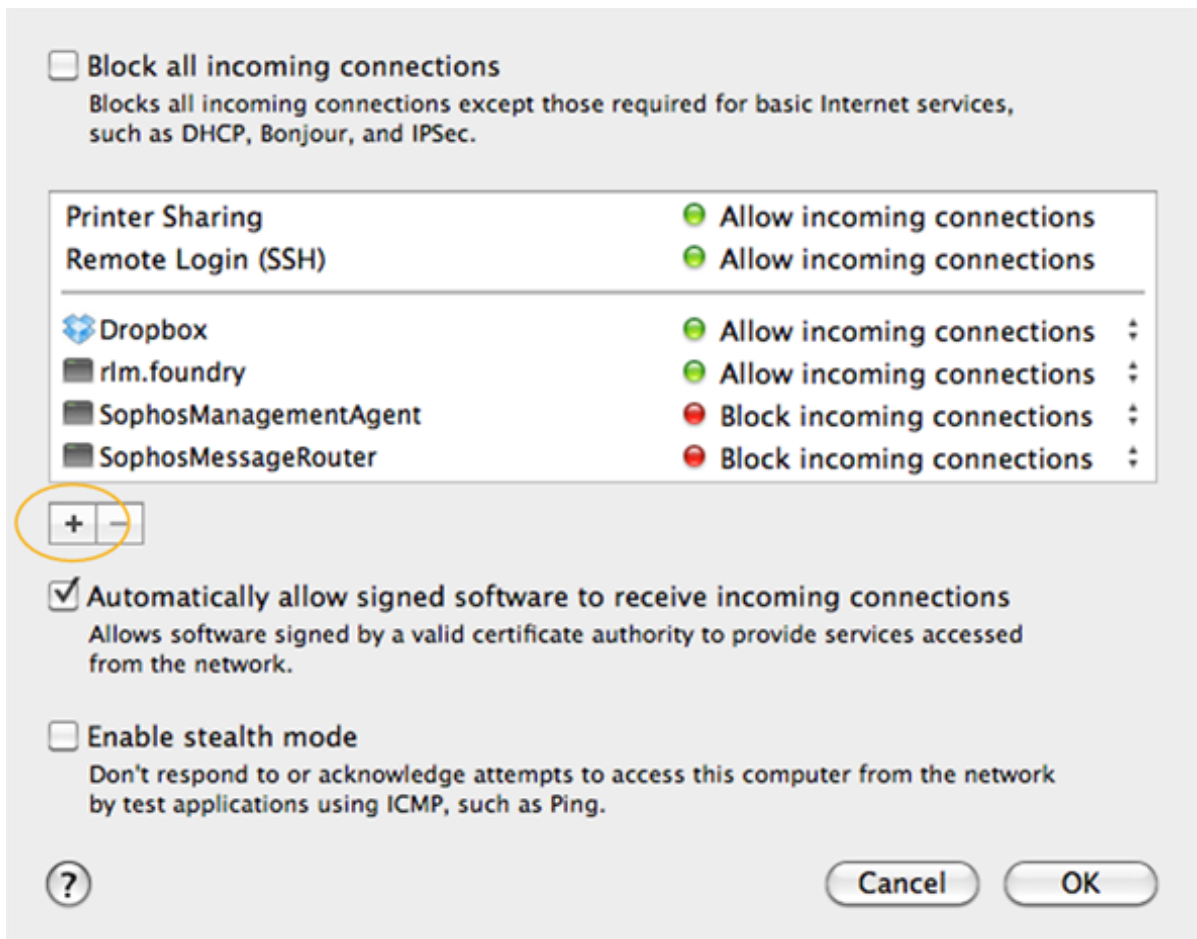 Block all incoming connections
Blocks all incoming connections except those required for basic Internet services,
such as DHCP, Bonjour, and IPSec.
Printer Sharing Allow incoming connections
Remote Login (SSH) Allow incoming connections
Dropbox Allow incoming connections
rlm.foundry Allow incoming connections
SophosManagementAgent Block incoming connections
SophosMessageRouter Block incoming connections
+ −
Automatically allow signed software to receive incoming connections
Allows software signed by a valid certificate authority to provide services accessed
from the network.
Enable stealth mode
Don't respond to or acknowledge attempts to access this computer from the network
by test applications using ICMP, such as Ping.
? Cancel OK